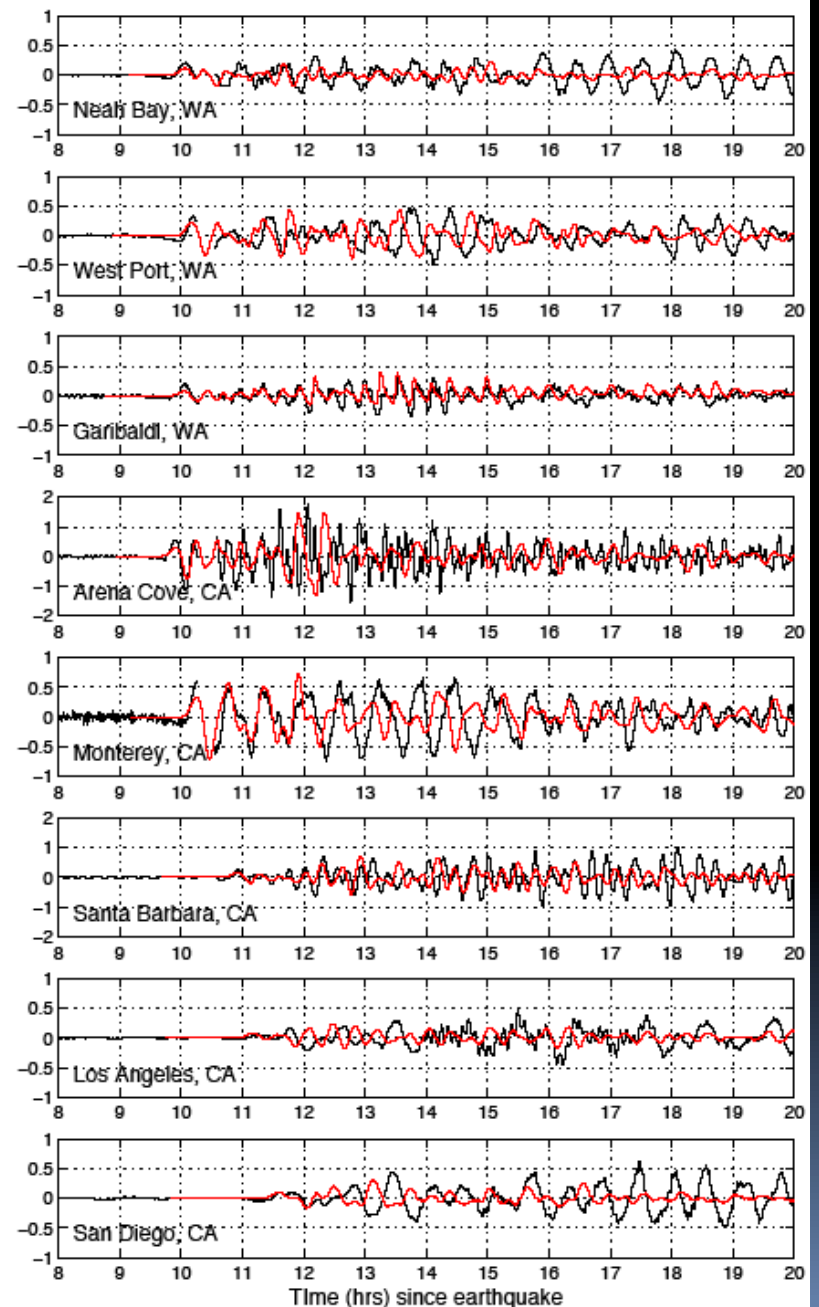 1
0.5
0
−0.5
−1
Neah Bay, WA
8 9 10 11 12 13 14 15 16 17 18 19 20
1
0.5
0
−0.5
−1
West Port, WA
8 9 10 11 12 13 14 15 16 17 18 19 20
1
0.5
0
−0.5
−1
Garibaldi, WA
8 9 10 11 12 13 14 15 16 17 18 19 20
2
1
0
−1
−2
Arena Cove, CA
8 9 10 11 12 13 14 15 16 17 18 19 20
1
0.5
0
−0.5
−1
Monterey, CA
8 9 10 11 12 13 14 15 16 17 18 19 20
2
1
0
−1
−2
Santa Barbara, CA
8 9 10 11 12 13 14 15 16 17 18 19 20
1
0.5
0
−0.5
−1
Los Angeles, CA
8 9 10 11 12 13 14 15 16 17 18 19 20
1
0.5
0
−0.5
−1
San Diego, CA
8 9 10 11 12 13 14 15 16 17 18 19 20
TIme (hrs) since earthquake